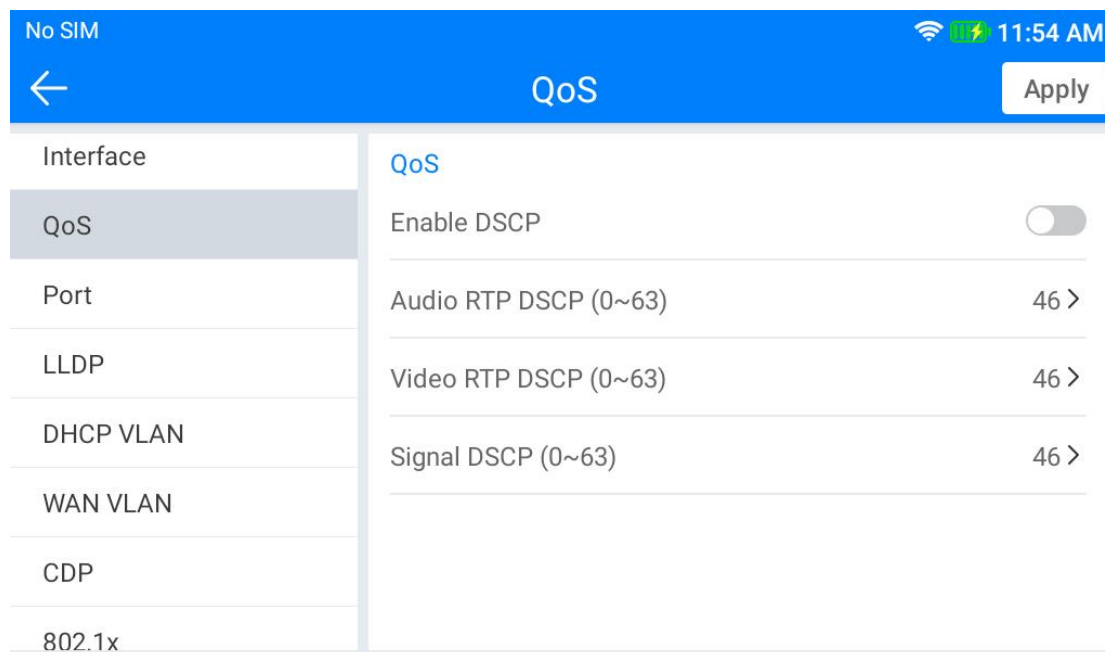 No SIM
11:54 AM
QoS
Apply
Interface
QoS
Port
LLDP
DHCP VLAN
WAN VLAN
CDP
802.1x
QoS
Enable DSCP
Audio RTP DSCP (0~63) 46
Video RTP DSCP (0~63) 46
Signal DSCP (0~63) 46